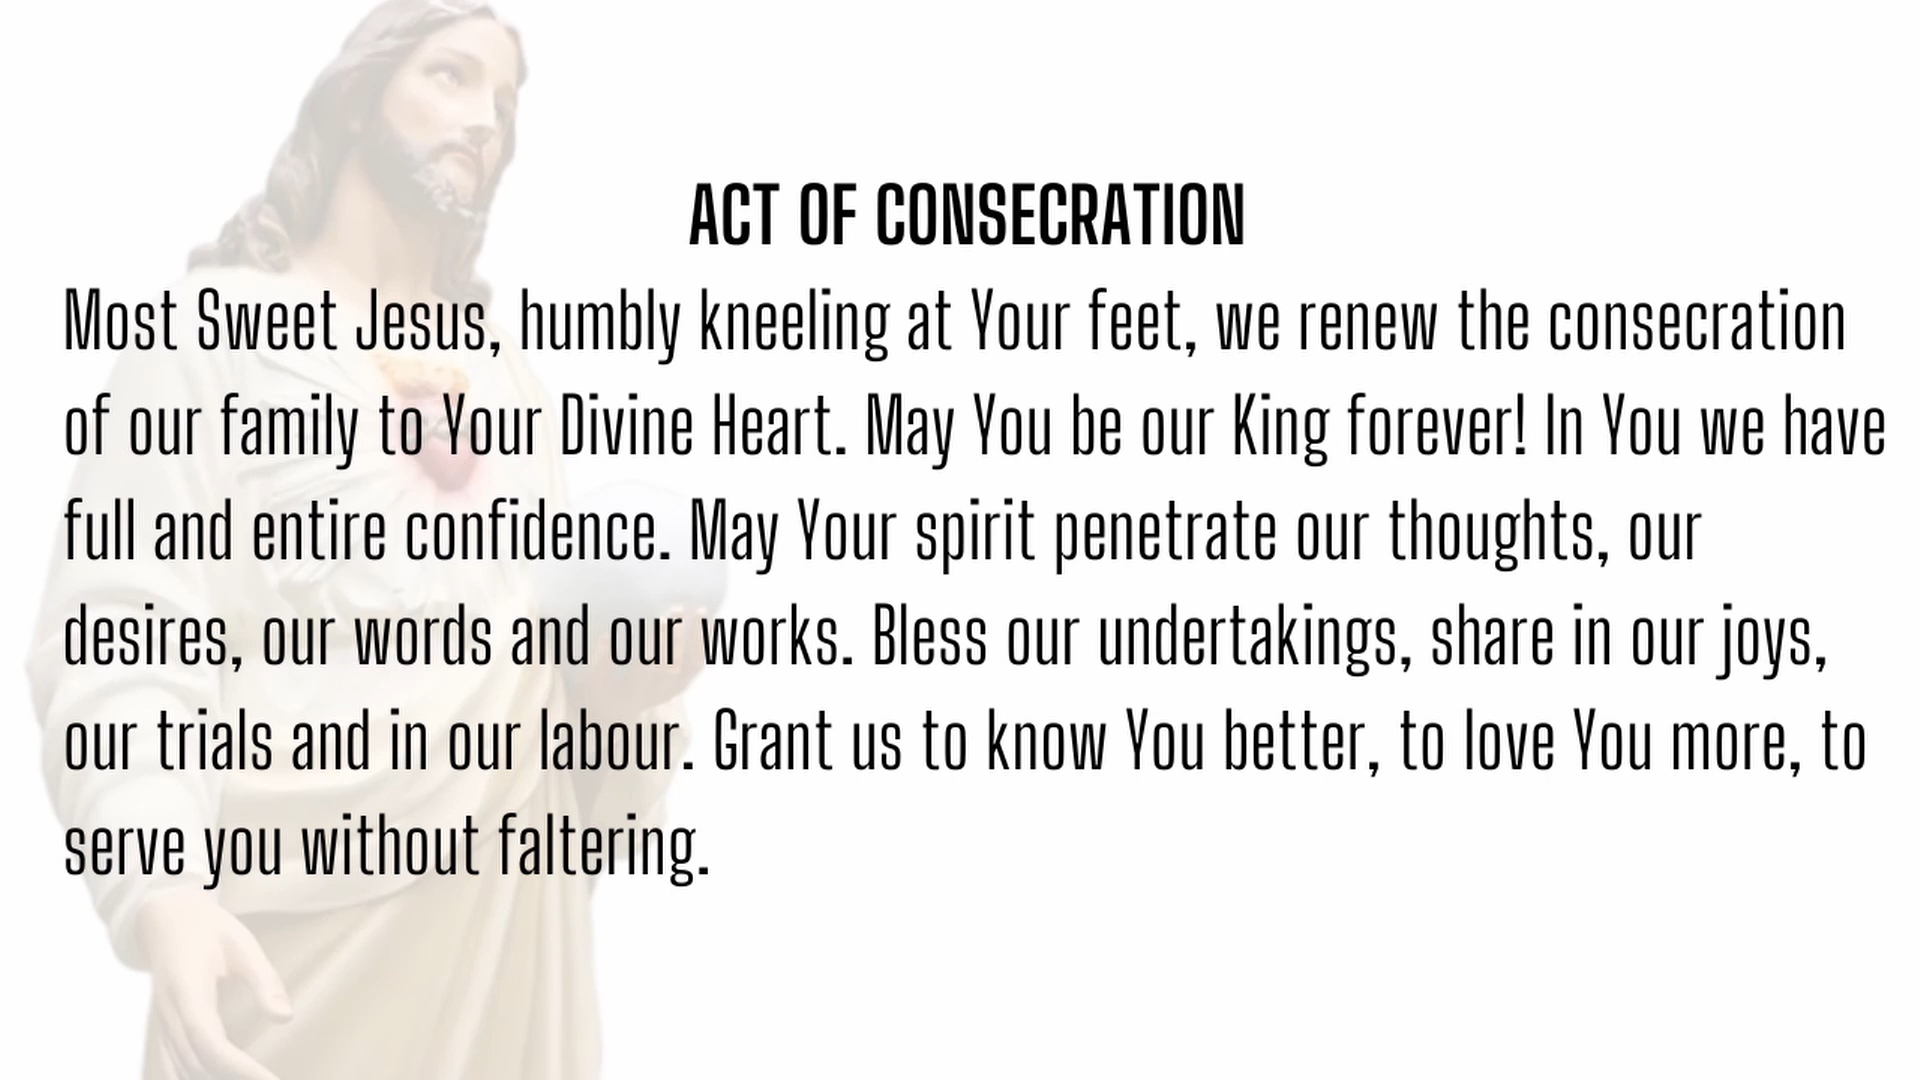 ACT OF CONSECRATION
Most Sweet Jesus, humbly kneeling at Your feet, we renew the consecration
of our family to Your Divine Heart. May You be our King forever! In You we have
full and entire confidence. May Your spirit penetrate our thoughts, our
desires, our words and our works. Bless our undertakings, share in our joys,
our trials and in our labour. Grant us to know You better, to love You more, to
serve you without faltering.